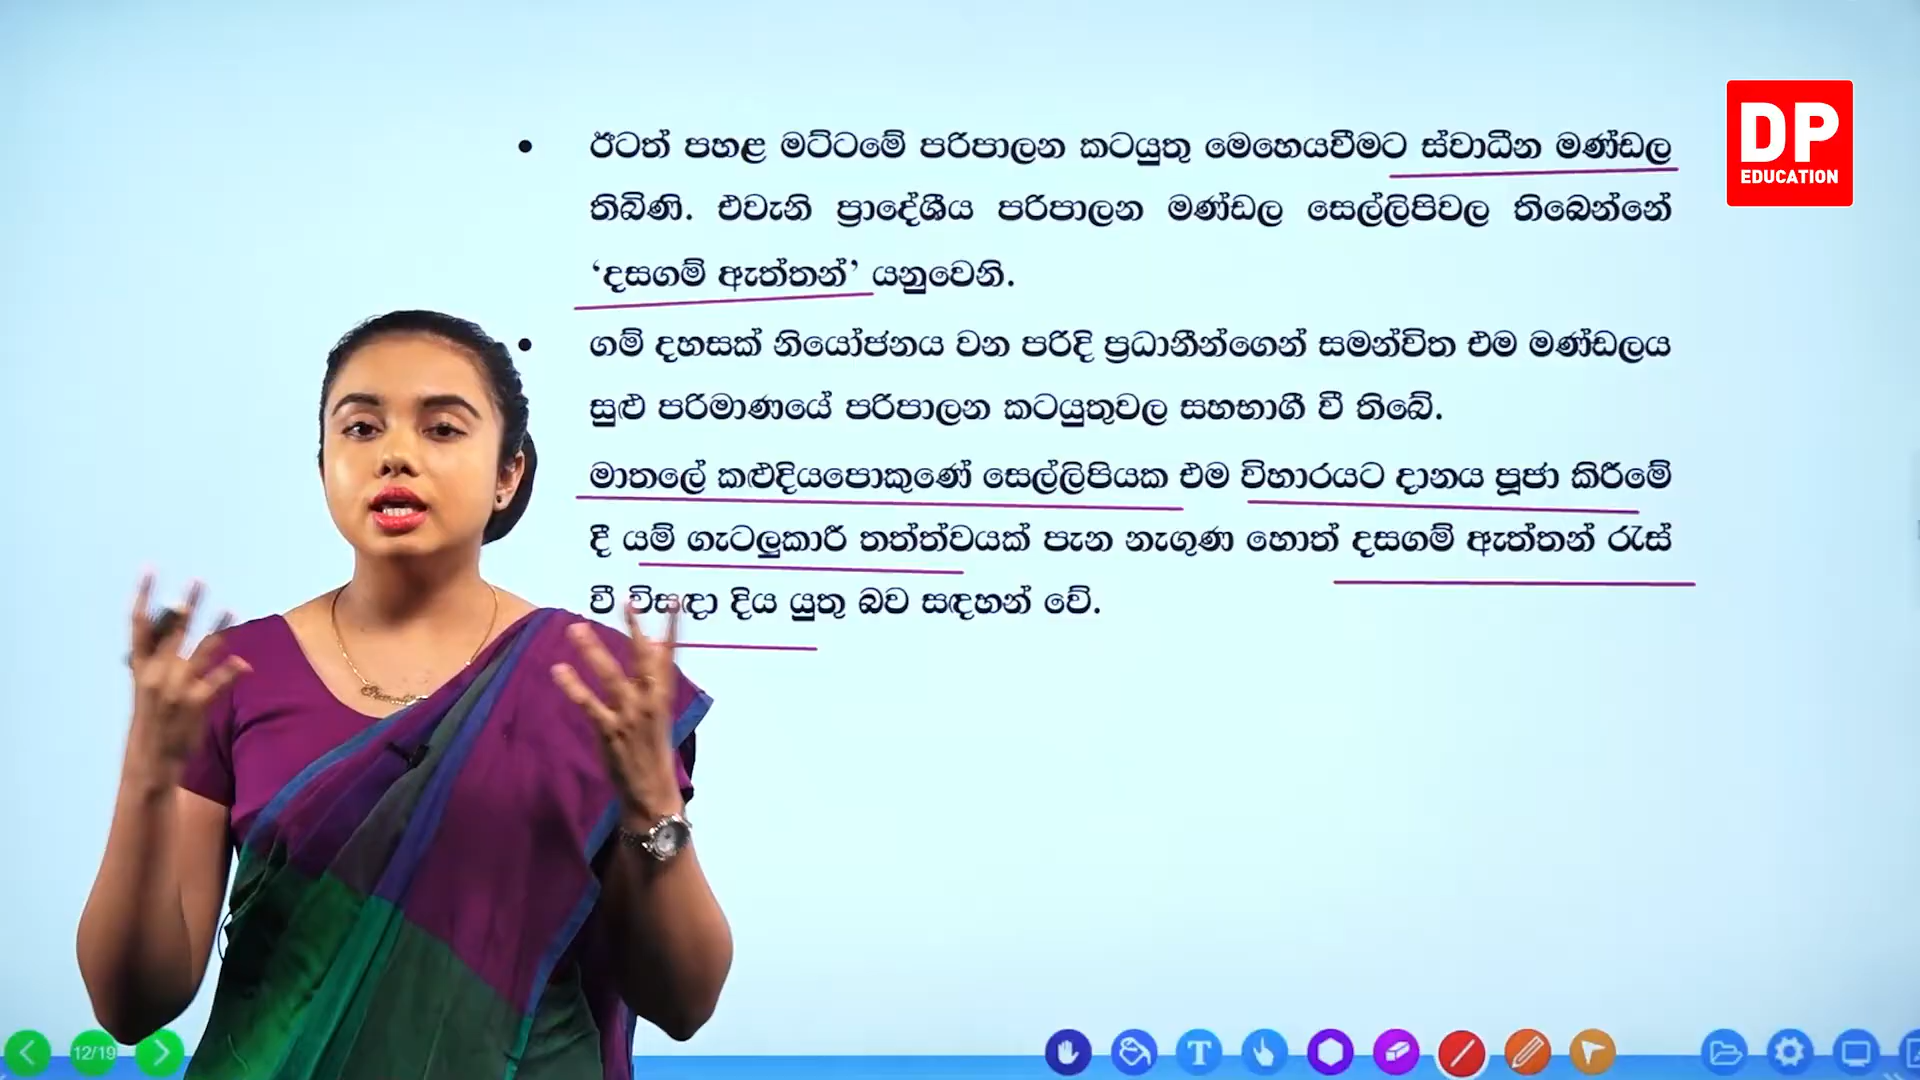 DP
EDUCATION
• ඊටත් පහළ මට්ටමේ පරිපාලන කටයුතු මෙහෙයවීමට ස්වාධීන මණ්ඩල
තිබිණි. එවැනි ප්‍රාදේශීය පරිපාලන මණ්ඩල සෙල්ලිපිවල තිබෙන්නේ
‘දසගම් ඇත්තන්’ යනුවෙනි.
• ගම් දහසක් නියෝජනය වන පරිදි ප්‍රධානීන්ගෙන් සමන්විත එම මණ්ඩලය
සුළු පරිමාණයේ පරිපාලන කටයුතුවල සහභාගී වී තිබේ.
මාතලේ කළුදියපොකුණේ සෙල්ලිපියක එම විහාරයට දානය පූජා කිරීමේ
දී යම් ගැටලුකාරී තත්ත්වයක් පැන නැගුණ හොත් දසගම් ඇත්තන් රැස්
වී විසඳා දිය යුතු බව සඳහන් වේ.
12/19
T